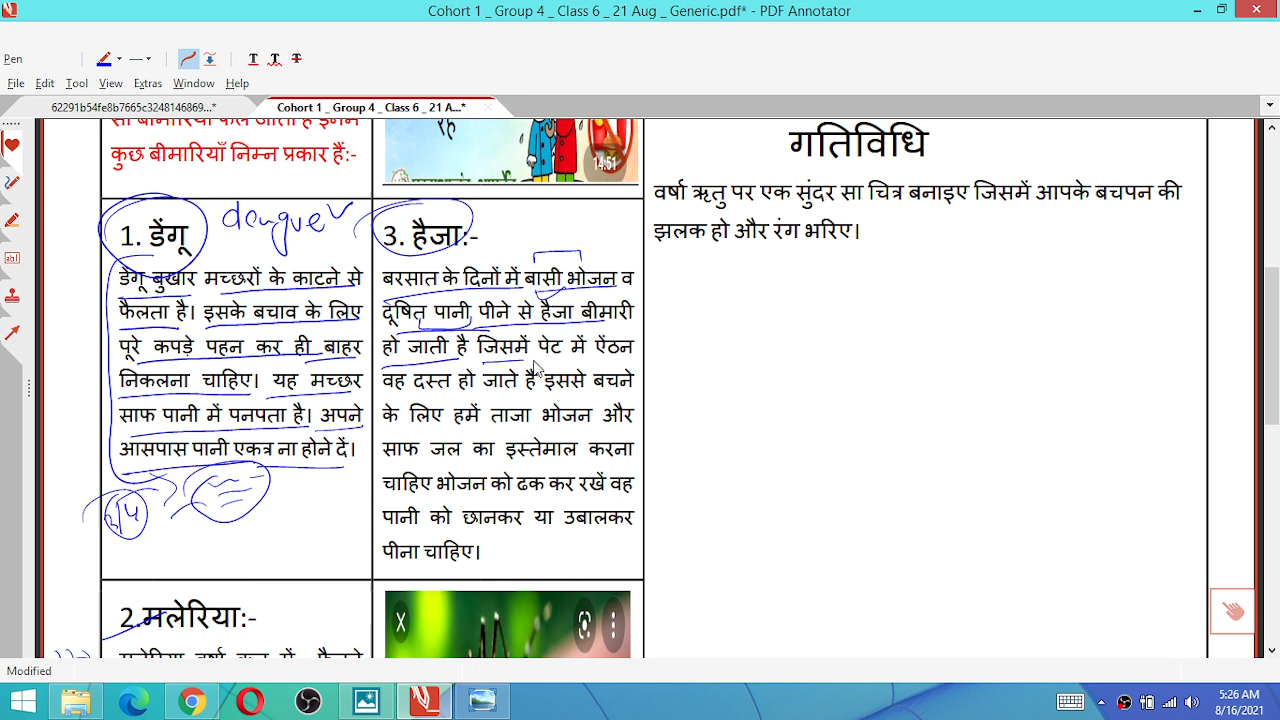 Cohort 1 _ Group 4 _ Class 6 _ 21 Aug _ Generic.pdf* - PDF Annotator
Pen
File Edit Tool View Extras Window Help
62291b54fe8b7665c3248146869...*
Cohort 1 _ Group 4 _ Class 6 _ 21 A...*
कुछ बीमारियाँ निम्न प्रकार हैं:-
14:51
1. डेंगू
dengue
डेंगू बुखार मच्छरों के काटने से
फैलता है। इसके बचाव के लिए
पूरे कपड़े पहन कर ही बाहर
निकलना चाहिए। यह मच्छर
साफ पानी में पनपता है। अपने
आसपास पानी एकत्र ना होने दें।
2.मलेरिया:-
3. हैजा:-
बरसात के दिनों में बासी भोजन व
दूषित पानी पीने से हैजा बीमारी
हो जाती है जिसमें पेट में ऐंठन
वह दस्त हो जाते है इससे बचने
के लिए हमें ताजा भोजन और
साफ जल का इस्तेमाल करना
चाहिए भोजन को ढक कर रखें वह
पानी को छानकर या उबालकर
पीना चाहिए।
गतिविधि
वर्षा ऋतु पर एक सुंदर सा चित्र बनाइए जिसमें आपके बचपन की
झलक हो और रंग भरिए।
Modified
5:26 AM
8/16/2021